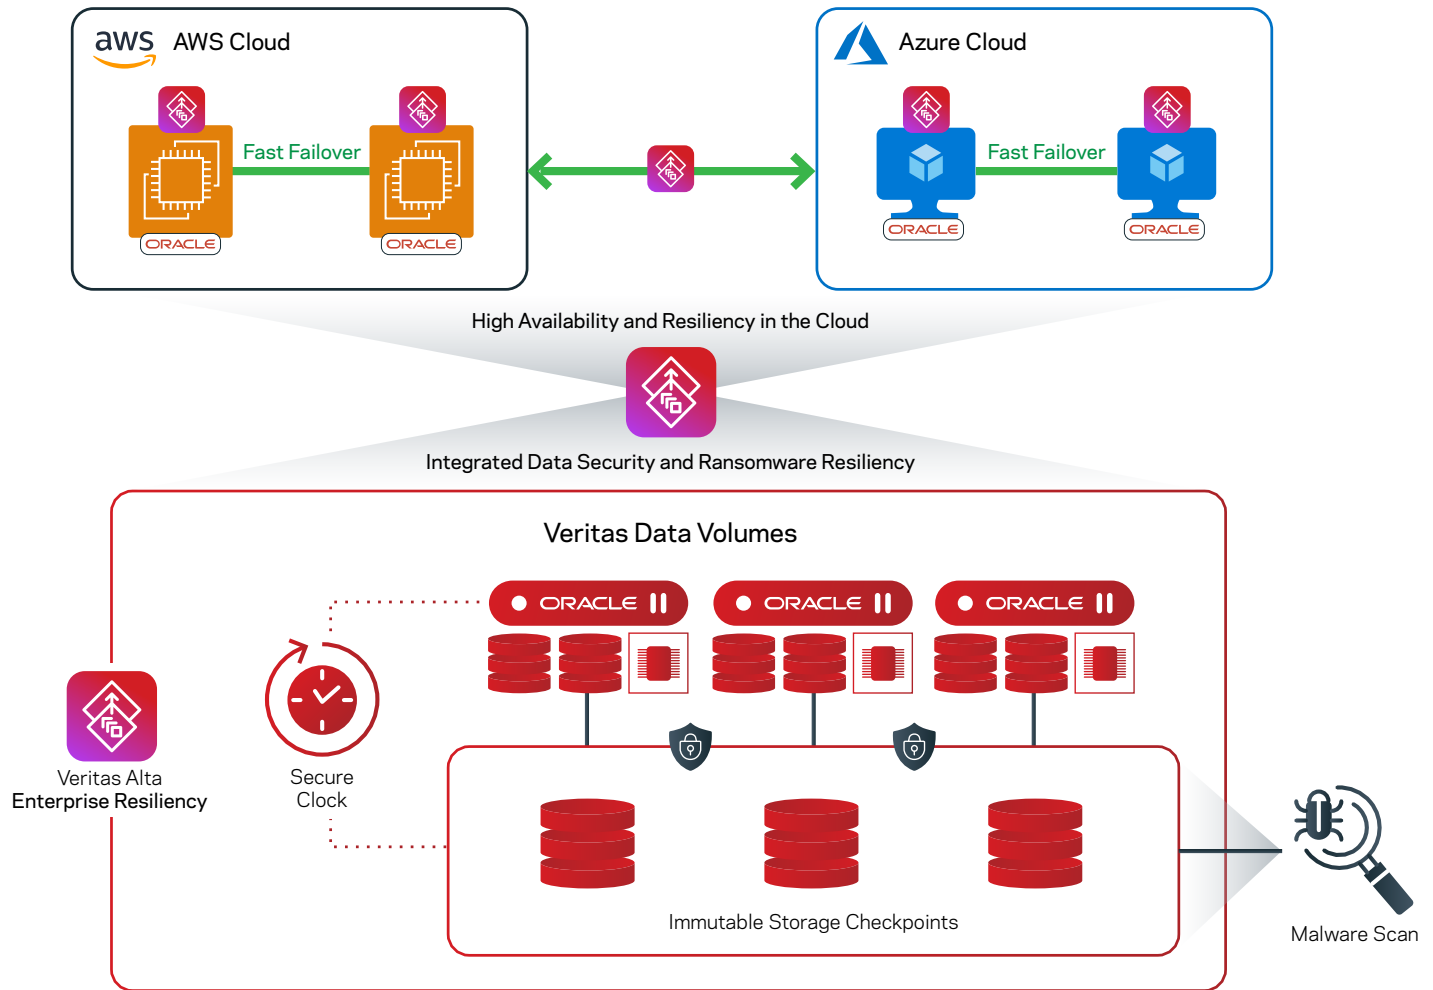 aws
AWS Cloud
Azure Cloud
Fast Failover
Fast Failover
ORACLE
ORACLE
ORACLE
ORACLE
High Availability and Resiliency in the Cloud
Integrated Data Security and Ransomware Resiliency
Veritas Data Volumes
ORACLE
ORACLE
ORACLE
Veritas Alta
Enterprise Resiliency
Secure
Clock
Immutable Storage Checkpoints
Malware Scan